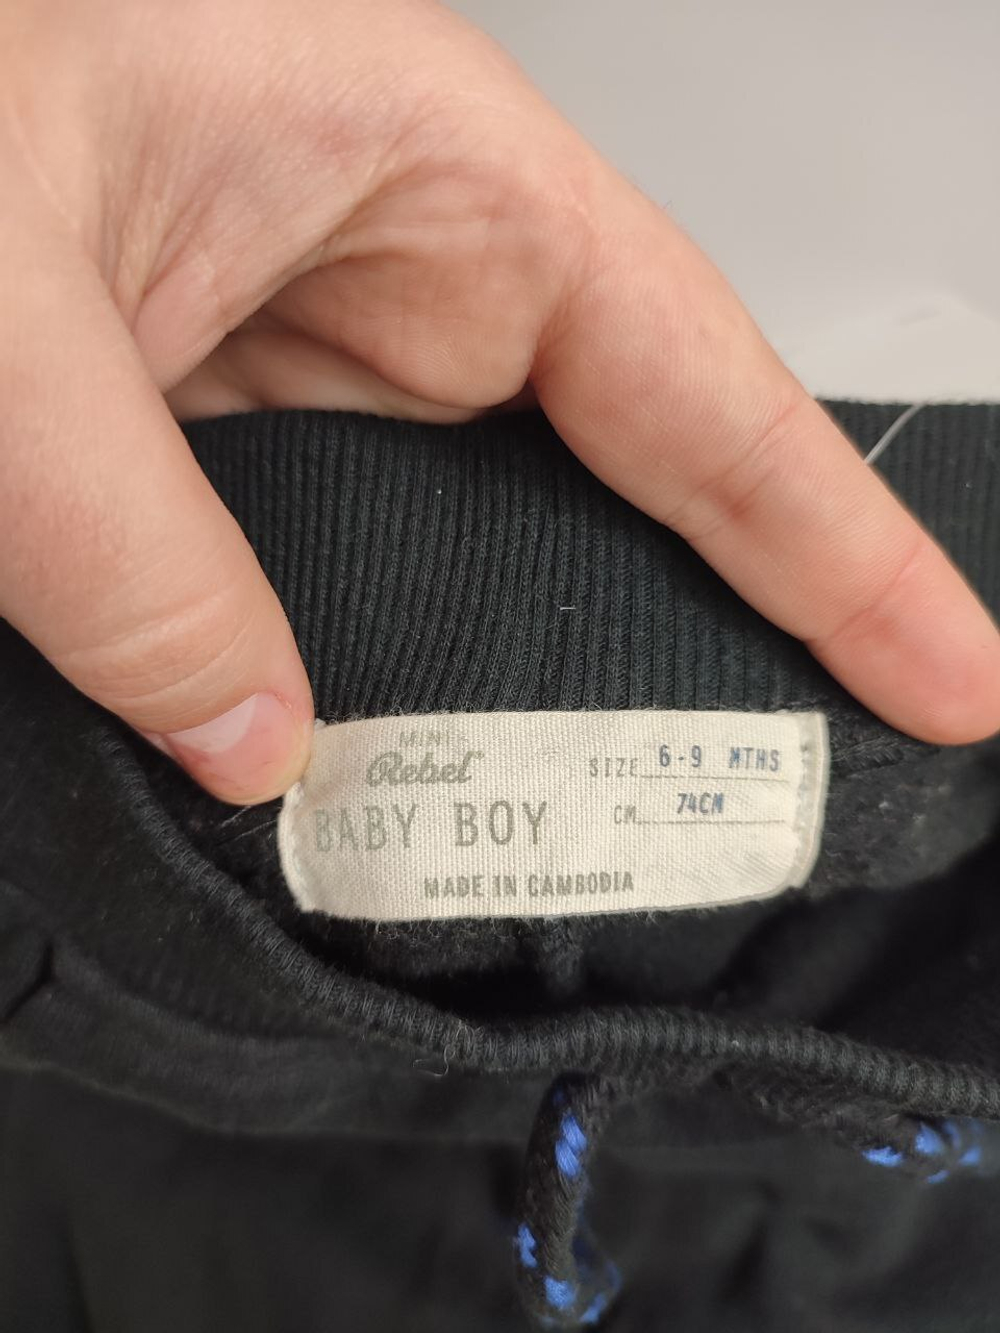 MINI
Rebel
BABY BOY
SIZE 6-9 MTHS
CM 74CM
MADE IN CAMBODIA